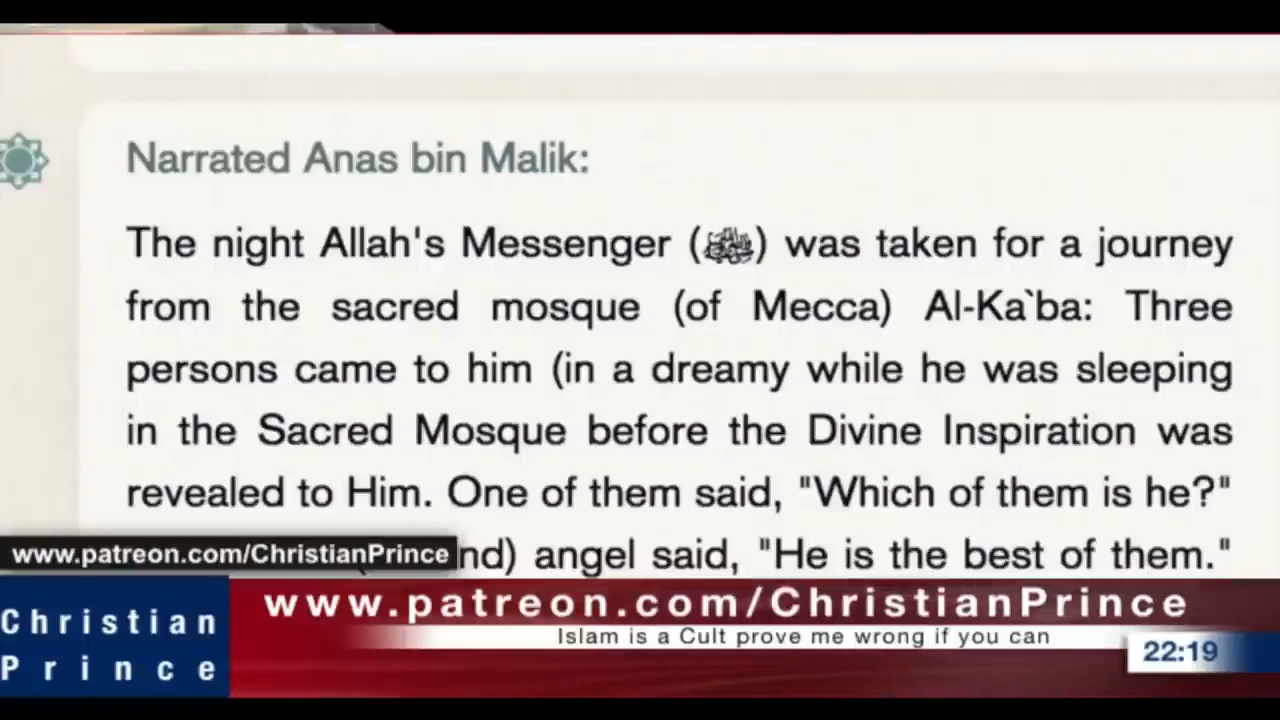 Narrated Anas bin Malik:
The night Allah's Messenger (ﷺ) was taken for a journey
from the sacred mosque (of Mecca) Al-Ka`ba: Three
persons came to him (in a dreamy while he was sleeping
in the Sacred Mosque before the Divine Inspiration was
revealed to Him. One of them said, "Which of them is he?"
nd) angel said, "He is the best of them."
www.patreon.com/ChristianPrince
www.patreon.com/ChristianPrince
Islam is a Cult prove me wrong if you can
Christian
Prince
22:19